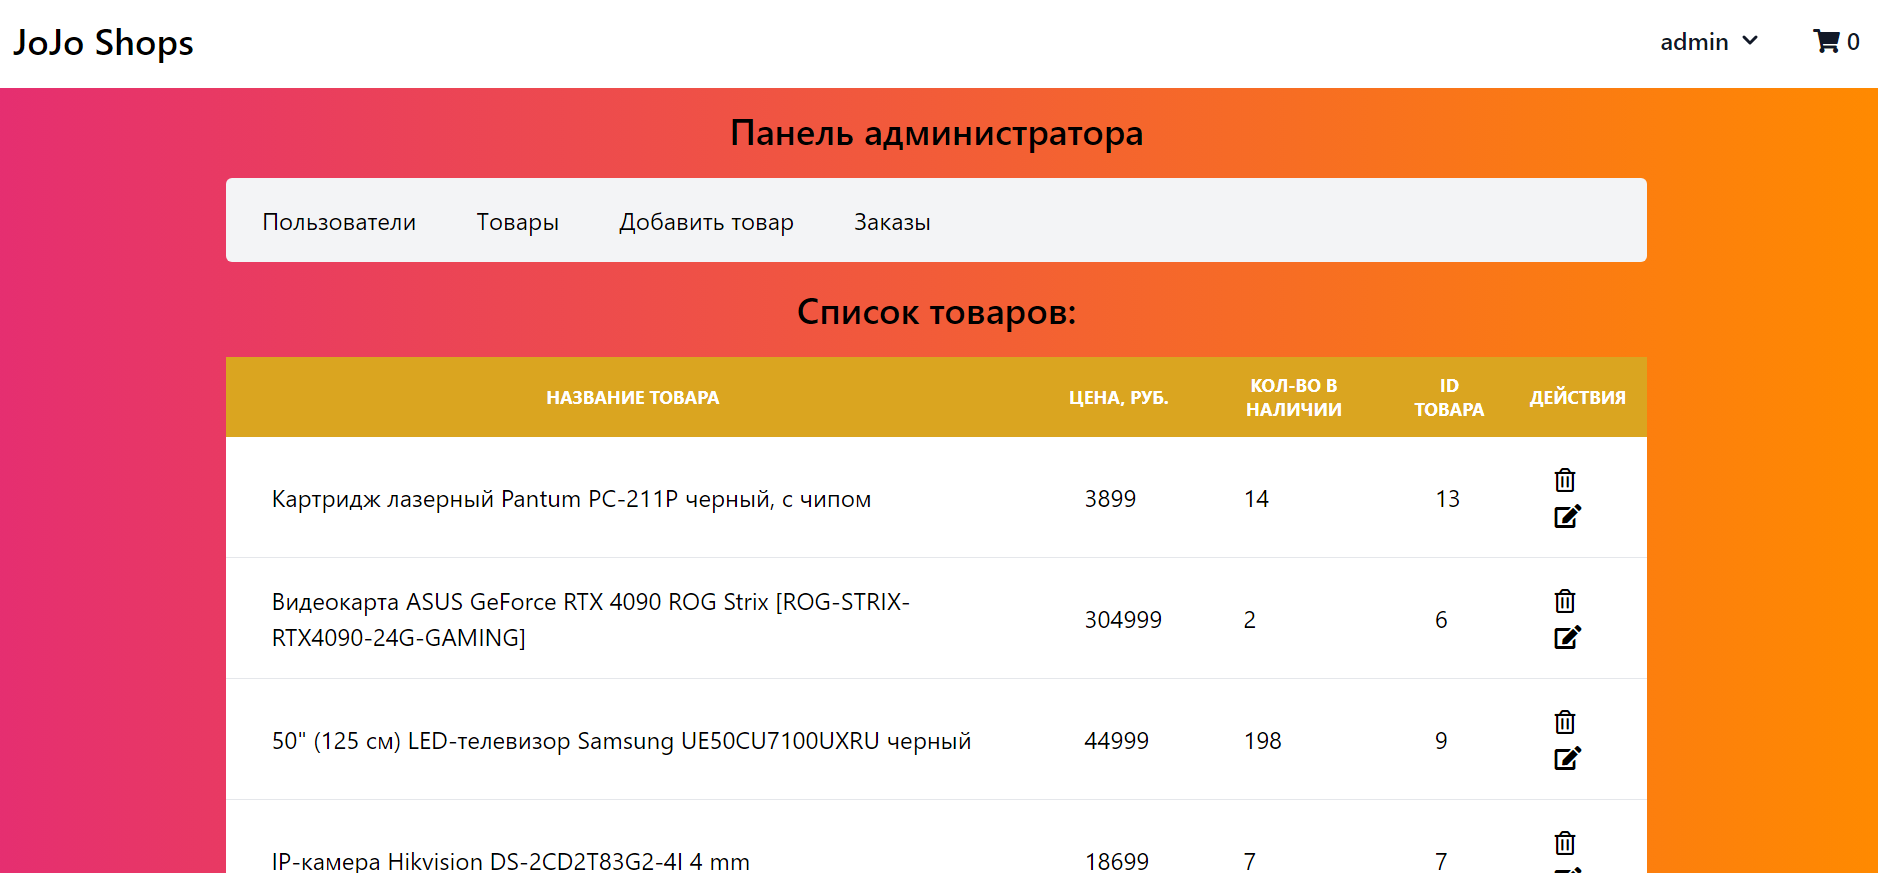 JoJo Shops
admin
0
Панель администратора
Пользователи Товары Добавить товар Заказы
Список товаров:
НАЗВАНИЕ ТОВАРА ЦЕНА, РУБ. КОЛ-ВО В НАЛИЧИИ ID ТОВАРА ДЕЙСТВИЯ
Картридж лазерный Pantum PC-211P черный, с чипом 3899 14 13
Видеокарта ASUS GeForce RTX 4090 ROG Strix [ROG-STRIX-
RTX4090-24G-GAMING] 304999 2 6
50" (125 см) LED-телевизор Samsung UE50CU7100UXRU черный 44999 198 9
IP-камера Hikvision DS-2CD2T83G2-4I 4 mm 18699 7 7